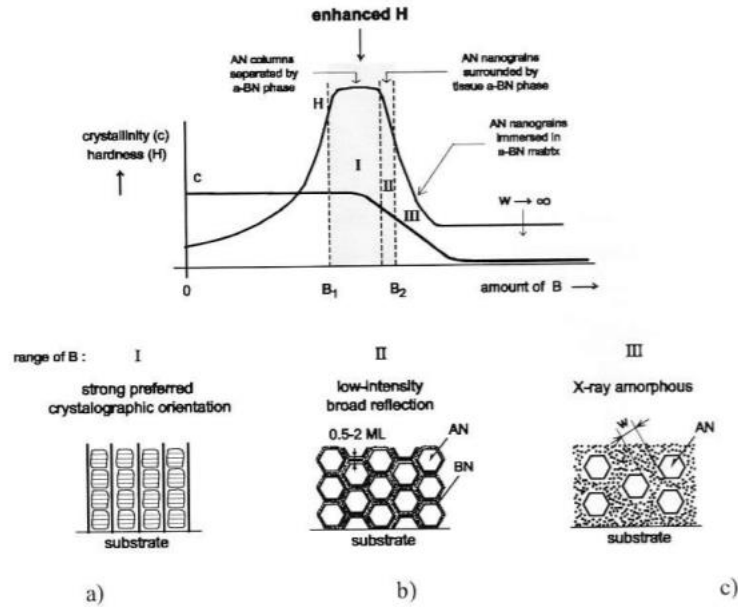 enhanced H
AN columns
separated by
a-BN phase
AN nanograins
surrounded by
tissue a-BN phase
H
AN nanograins
immersed in
a-BN matrix
crystallinity (c)
hardness (H)
c
I
II
III
w → ∞
0
B1
B2
amount of B →
range of B :
I
II
III
strong preferred
crystalographic orientation
low-intensity
broad reflection
X-ray amorphous
0.5-2 ML
AN
BN
w
AN
substrate
substrate
substrate
a)
b)
c)